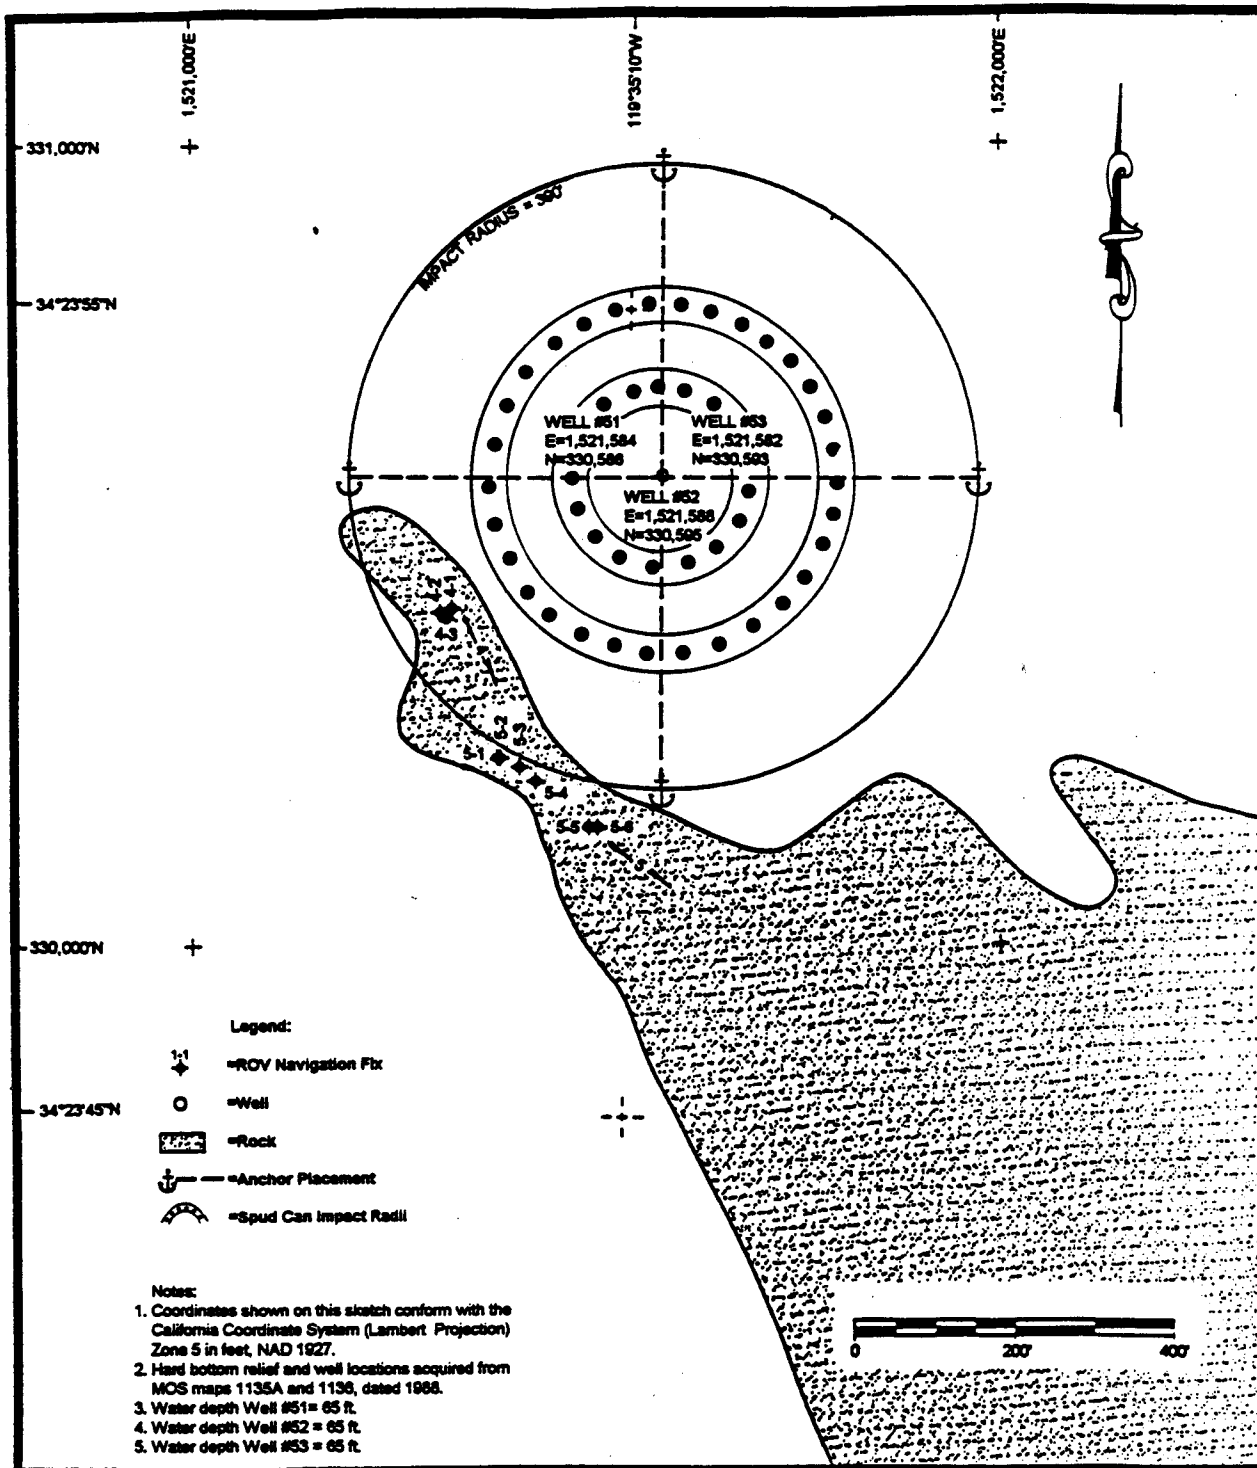 1,521,000'E
119°35'10"W
1,522,000'E
331,000'N
IMPACT RADIUS = 390'
34°23'55"N
WELL #51
E=1,521,584
N=330,586
WELL #53
E=1,521,582
N=330,593
WELL #52
E=1,521,588
N=330,595
4-2
4-1
4-3
4
5-2
5-3
5-1
5-4
5-5
5-6
5
330,000'N
Legend:
1-1
=ROV Navigation Fix
34°23'45"N
=Well
=Rock
=Anchor Placement
=Spud Can Impact Radii
Notes:
1. Coordinates shown on this sketch conform with the
California Coordinate System (Lambert Projection)
Zone 5 in feet, NAD 1927.
2. Hard bottom relief and well locations acquired from
MOS maps 1135A and 1136, dated 1988.
3. Water depth Well #51= 65 ft.
4. Water depth Well #52 = 65 ft.
5. Water depth Well #53 = 65 ft.
0 200' 400'